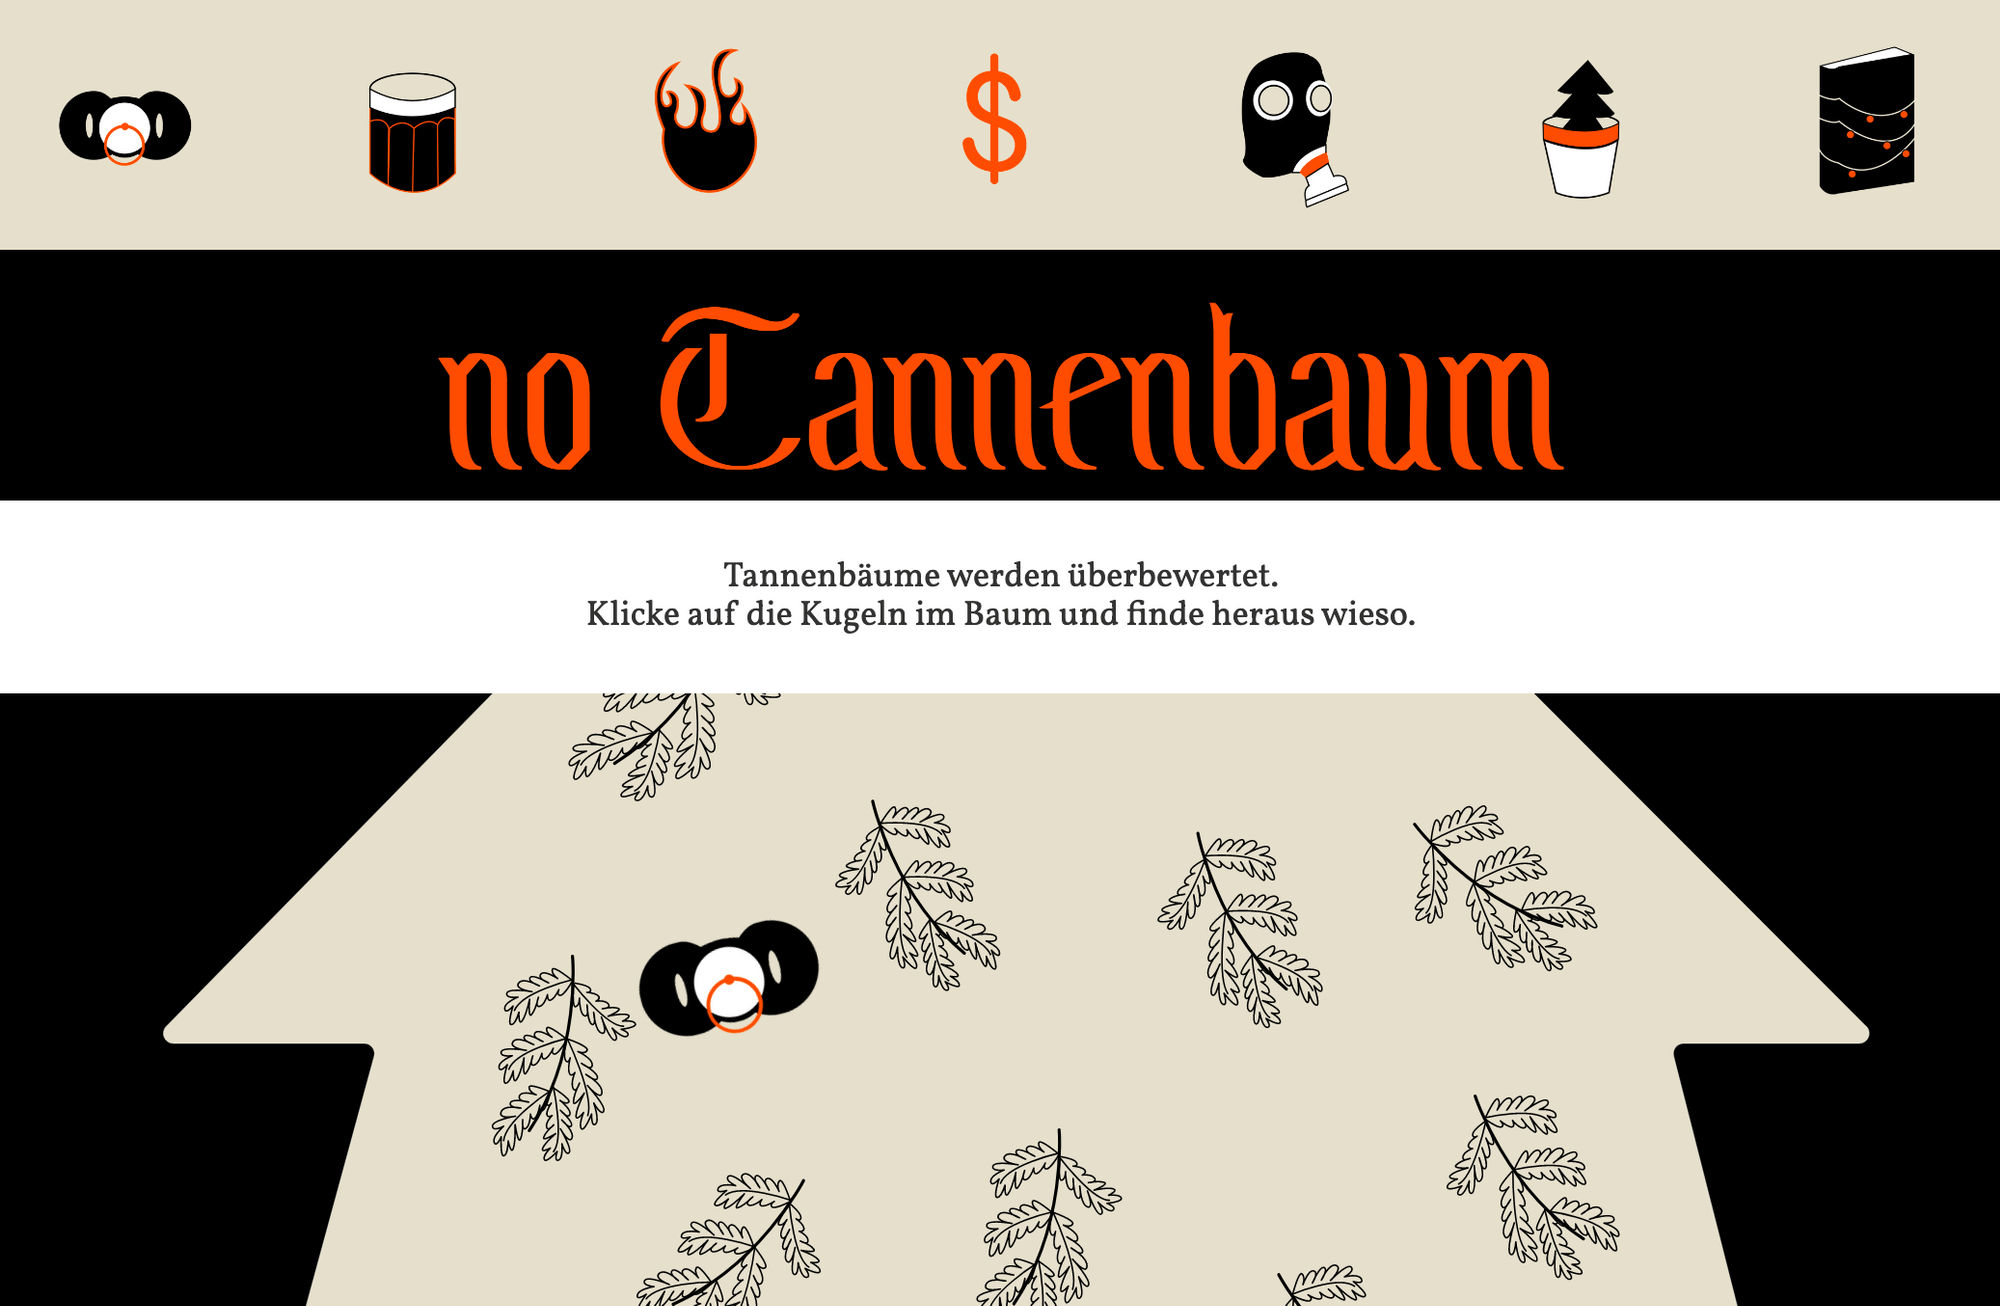 $
no Tannenbaum
Tannenbäume werden überbewertet.
Klicke auf die Kugeln im Baum und finde heraus wieso.